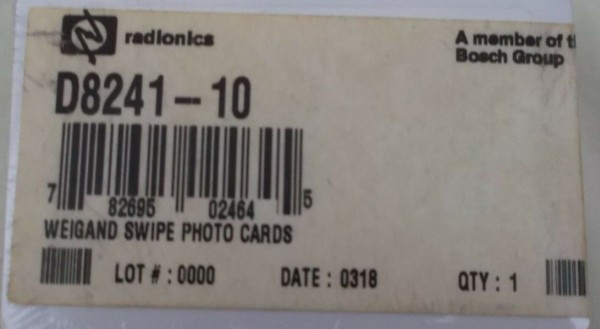 radionics
A member of t
Bosch Group
D8241-10
7 82695 02464 5
WEIGAND SWIPE PHOTO CARDS
LOT # : 0000 DATE : 0318 QTY : 1